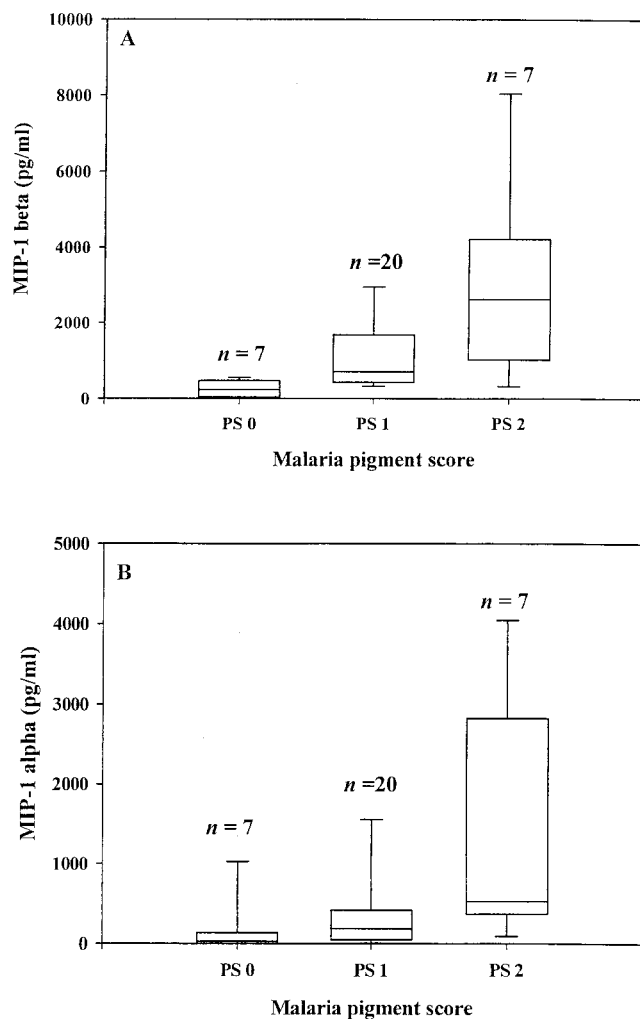 10000
A
n = 7
8000
MIP-1 beta (pg/ml)
6000
4000
n =20
2000
n = 7
0
PS 0 PS 1 PS 2
Malaria pigment score
5000
B
n = 7
4000
MIP-1 alpha (pg/ml)
3000
2000
n =20
n = 7
1000
0
PS 0 PS 1 PS 2
Malaria pigment score